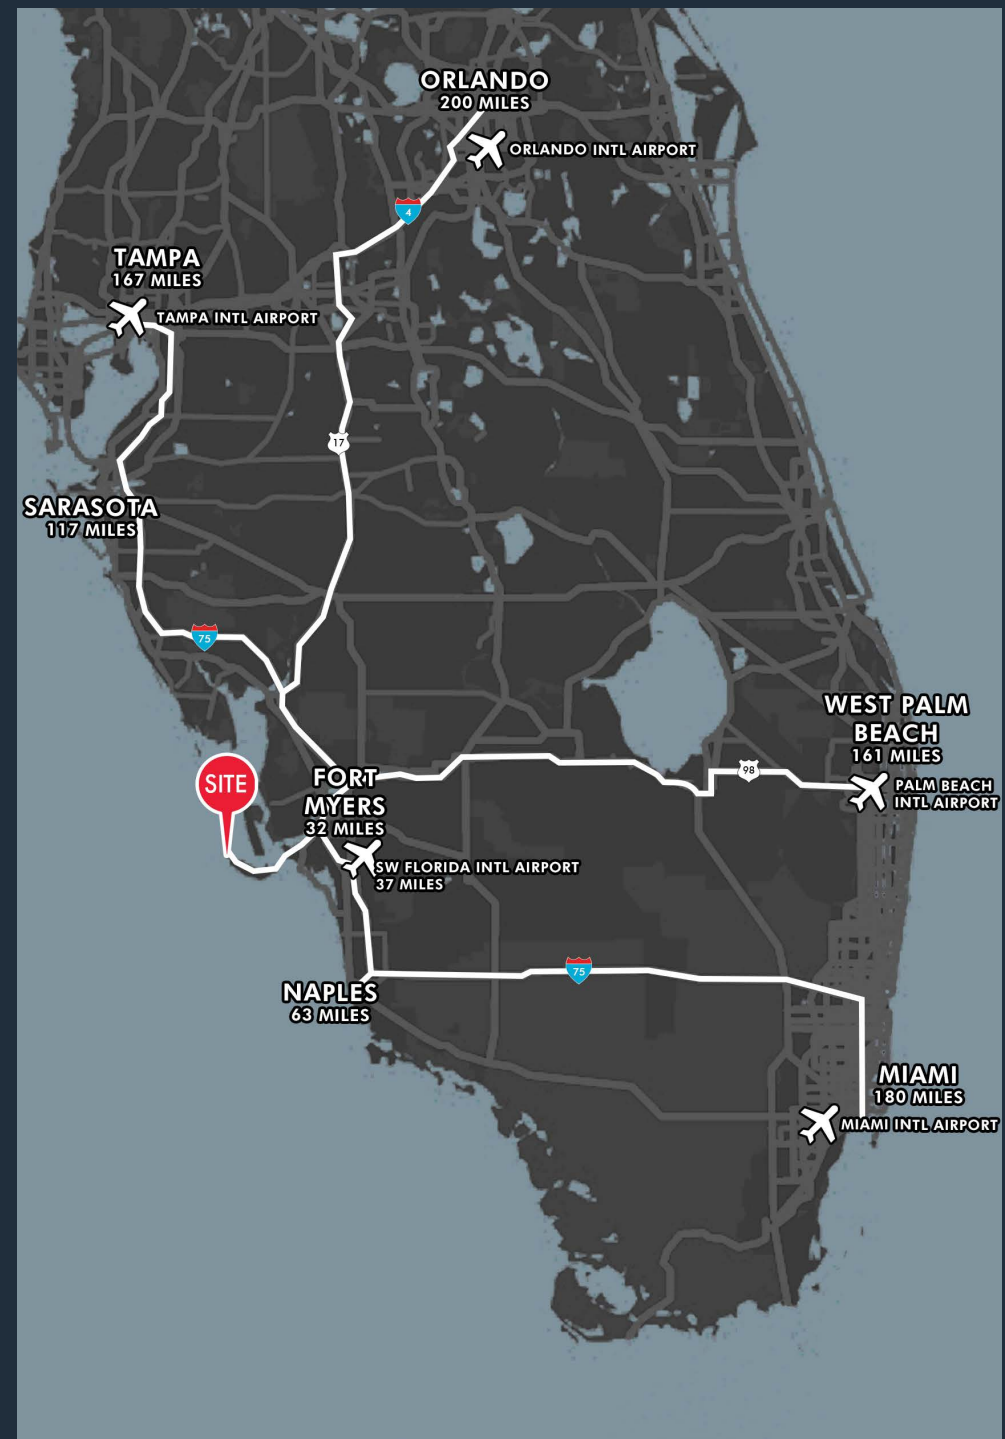 ORLANDO
200 MILES
ORLANDO INTL AIRPORT
4
TAMPA
167 MILES
TAMPA INTL AIRPORT
17
SARASOTA
117 MILES
75
WEST PALM
BEACH
161 MILES
98
PALM BEACH
INTL AIRPORT
SITE
FORT
MYERS
32 MILES
SW FLORIDA INTL AIRPORT
37 MILES
75
NAPLES
63 MILES
MIAMI
180 MILES
MIAMI INTL AIRPORT